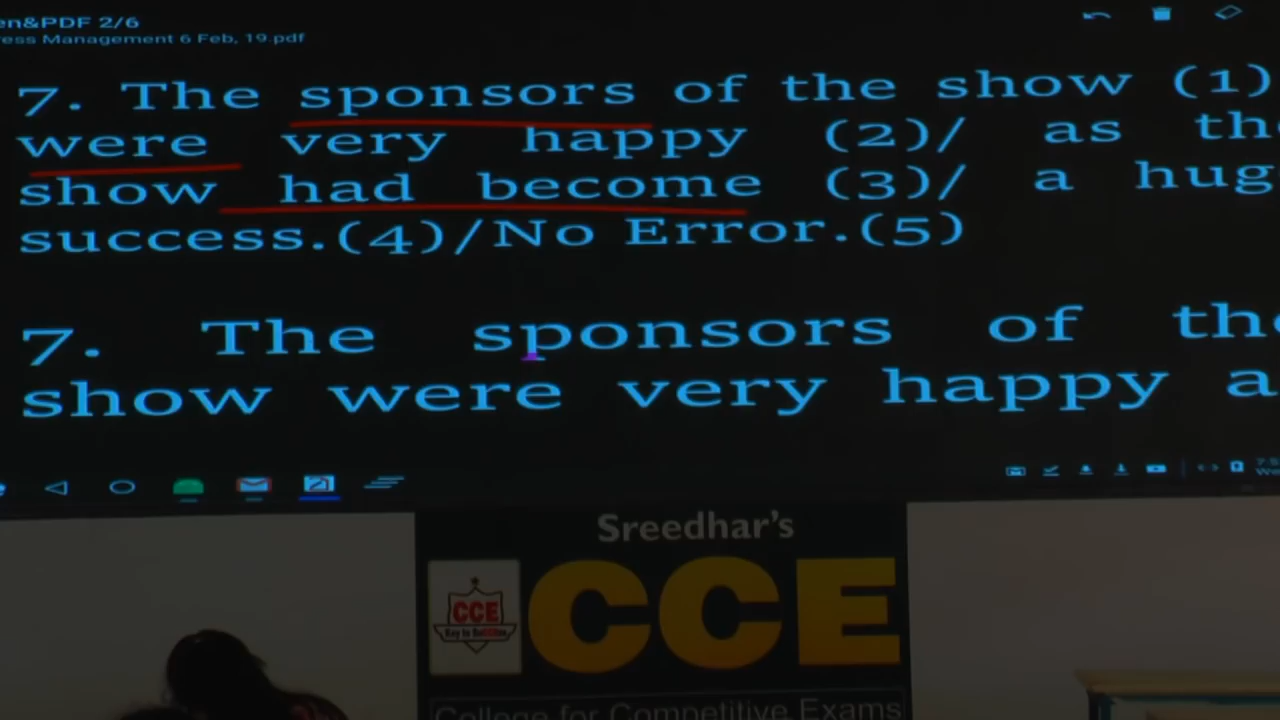 en&PDF 2/6
ess Management 6 Feb, 19.pdf
7. The sponsors of the show (1)
were very happy (2)/ as the
show had become (3)/ a hug
success.(4)/No Error.(5)
7. The sponsors of the
show were very happy a
Sreedhar's
CCE
CCE
College for Competitive Exams